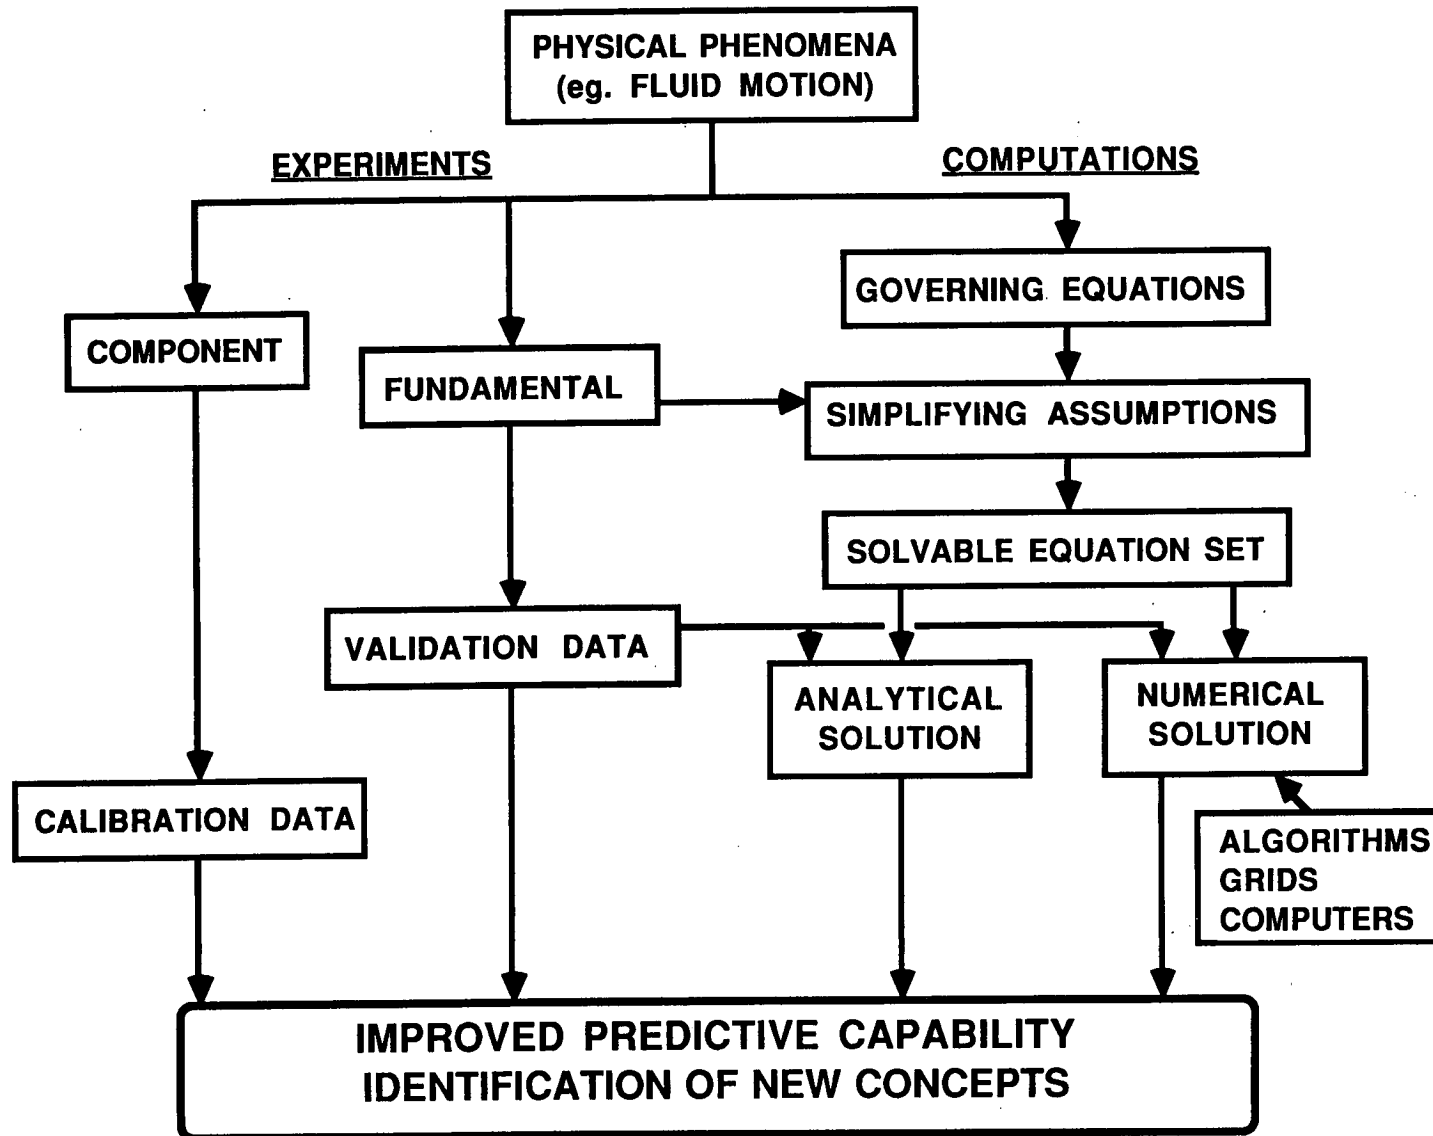 PHYSICAL PHENOMENA
(eg. FLUID MOTION)
EXPERIMENTS
COMPUTATIONS
GOVERNING EQUATIONS
COMPONENT
FUNDAMENTAL
SIMPLIFYING ASSUMPTIONS
SOLVABLE EQUATION SET
VALIDATION DATA
ANALYTICAL
SOLUTION
NUMERICAL
SOLUTION
CALIBRATION DATA
ALGORITHMS
GRIDS
COMPUTERS
IMPROVED PREDICTIVE CAPABILITY
IDENTIFICATION OF NEW CONCEPTS